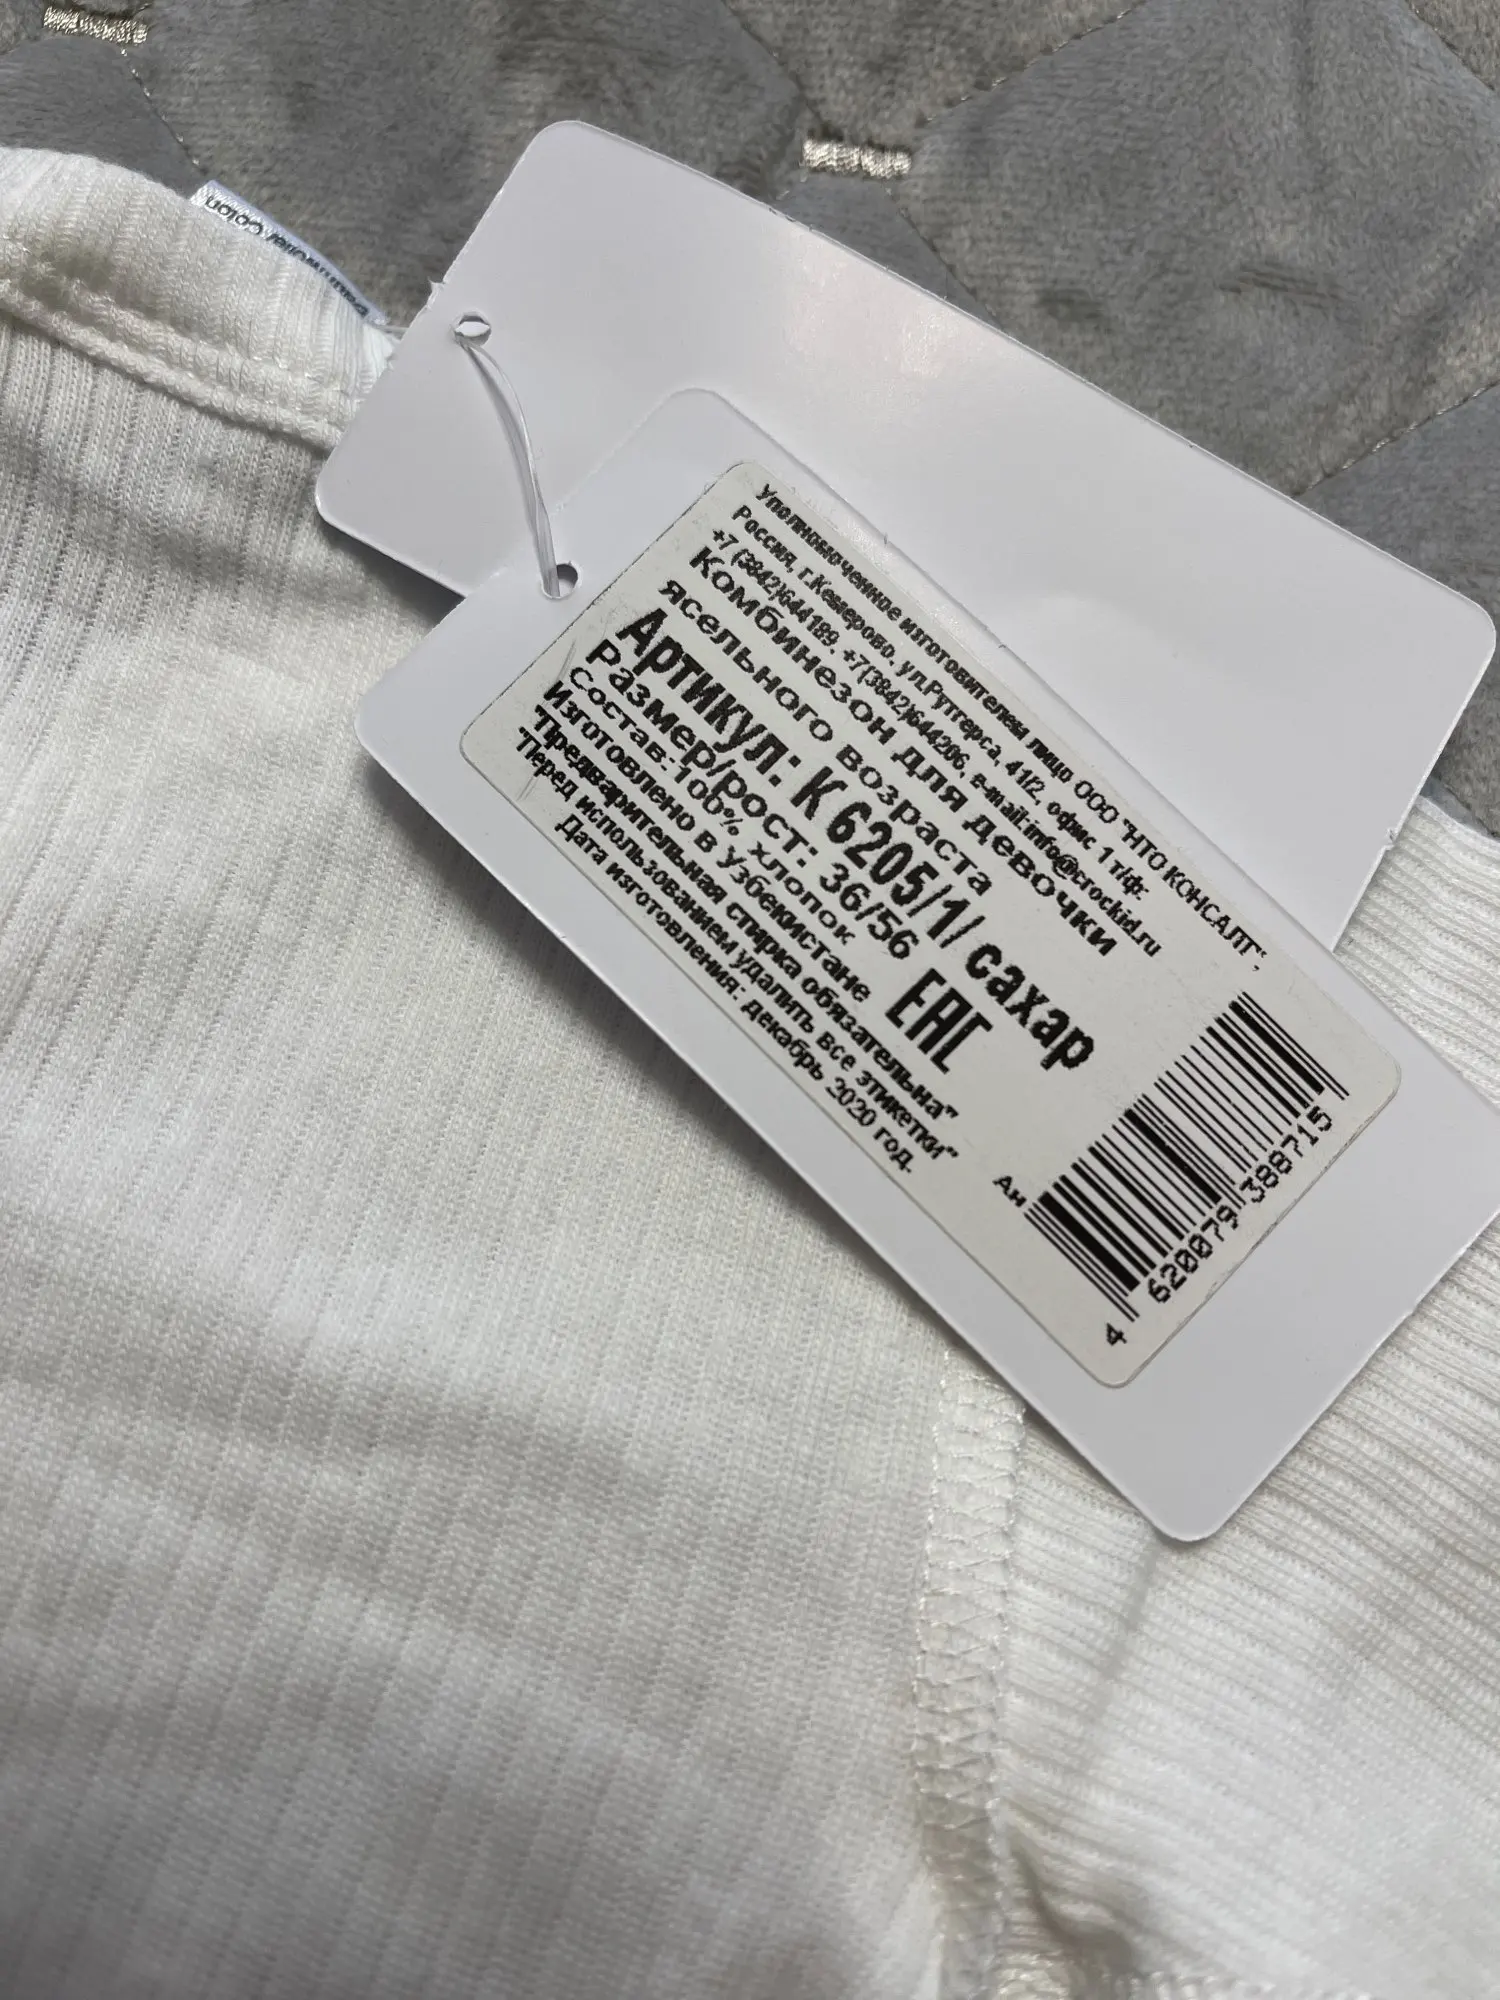 Уполномоченное изготовителем лицо ООО "НТО КОНСАЛТ";
Россия, г.Кемерово, ул.Рутгерса, 41/2, офис 1 т/ф:
+7 (3842)644189, +7(3842)644206, e-mail:info@crockid.ru
Комбинезон для девочки
ясельного возраста
Артикул: К 6205/1/ сахар
Размер/рост: 36/56
Состав:100% хлопок
Изготовлено в Узбекистане
ЕАС
"Предварительная стирка обязательна"
"Перед использованием удалить все этикетки"
Дата изготовления: декабрь 2020 год.
Ан
4 620079 388715